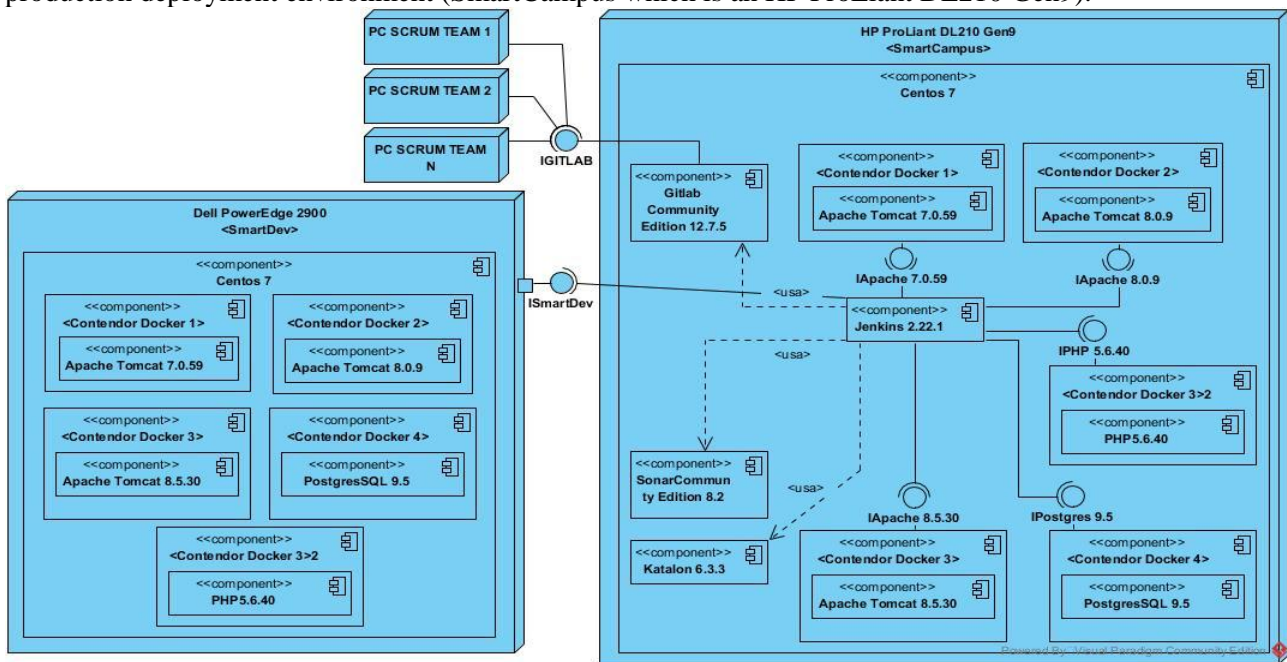 production deployment environment (SmartCampus which is an HP ProLiant DL210 Gen9).
PC SCRUM TEAM 1
PC SCRUM TEAM 2
PC SCRUM TEAM
N
IGITLAB
HP ProLiant DL210 Gen9
<SmartCampus>
<<component>>
Centos 7
<<component>>
Gitlab
Community
Edition 12.7.5
<<component>>
<Contendor Docker 1>
<<component>>
Apache Tomcat 7.0.59
<<component>>
<Contendor Docker 2>
<<component>>
Apache Tomcat 8.0.9
IApache 7.0.59
IApache 8.0.9
<usa>
<<component>>
Jenkins 2.22.1
<usa>
IPHP 5.6.40
<<component>>
<Contendor Docker 3>2
<<component>>
PHP5.6.40
<<component>>
SonarCommun
ty Edition 8.2
<usa>
IApache 8.5.30
IPostgres 9.5
<<component>>
Katalon 6.3.3
<<component>>
<Contendor Docker 3>
<<component>>
Apache Tomcat 8.5.30
<<component>>
<Contendor Docker 4>
<<component>>
PostgresSQL 9.5
Dell PowerEdge 2900
<SmartDev>
<<component>>
Centos 7
ISmartDev
<<component>>
<Contendor Docker 1>
<<component>>
Apache Tomcat 7.0.59
<<component>>
<Contendor Docker 2>
<<component>>
Apache Tomcat 8.0.9
<<component>>
<Contendor Docker 3>
<<component>>
Apache Tomcat 8.5.30
<<component>>
<Contendor Docker 4>
<<component>>
PostgresSQL 9.5
<<component>>
<Contendor Docker 3>2
<<component>>
PHP5.6.40
Powered By Visual Paradigm Community Edition